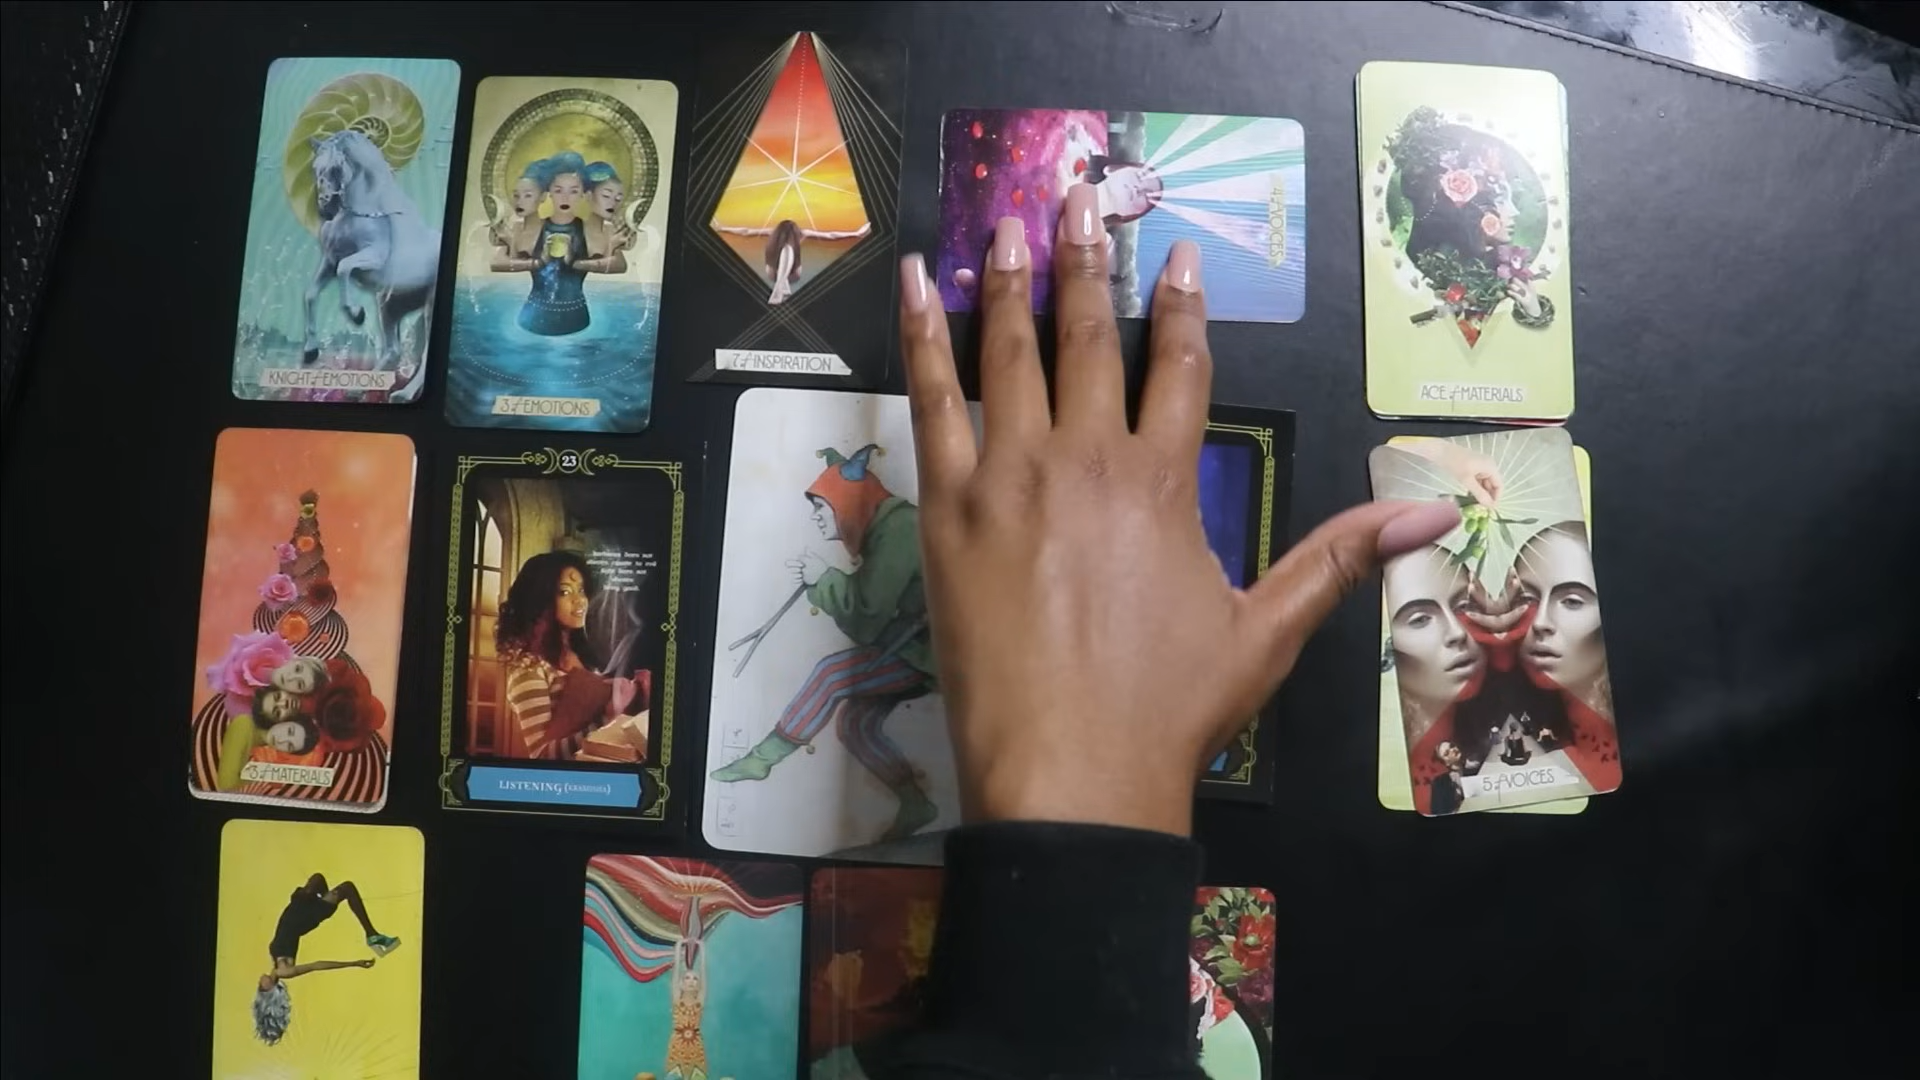 KNIGHT of EMOTIONS
3 of EMOTIONS
7 of INSPIRATION
4 of VOICES
ACE of MATERIALS
3 of MATERIALS
23
LISTENING
5 of VOICES